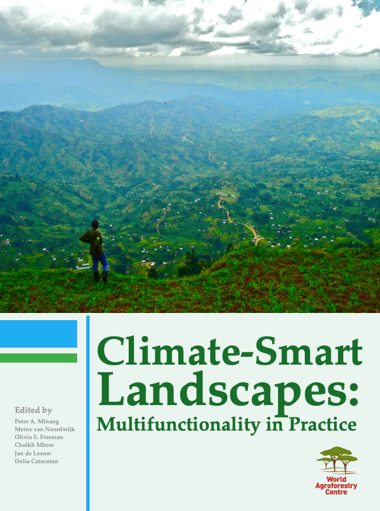 Climate-Smart
Landscapes:
Multifunctionality in Practice
Edited by
Peter A. Minang
Meine van Noordwijk
Olivia E. Freeman
Cheikh Mbow
Jan de Leeuw
Delia Catacutan
World
Agroforestry
Centre